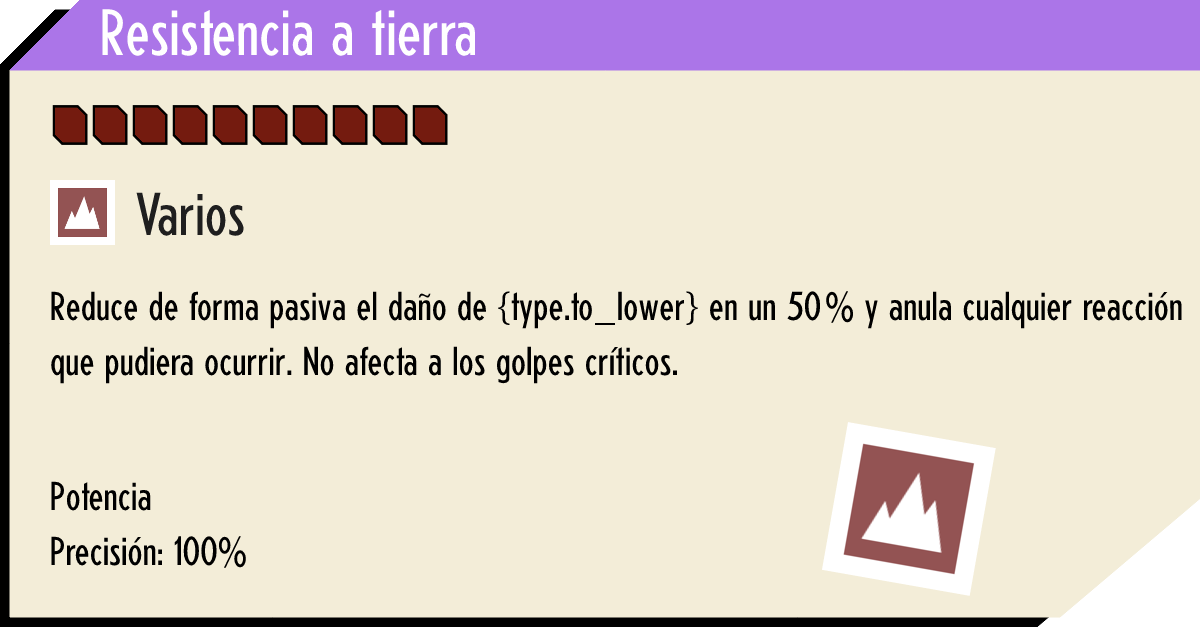 Resistencia a tierra
Varios
Reduce de forma pasiva el daño de {type.to_lower} en un 50% y anula cualquier reacción
que pudiera ocurrir. No afecta a los golpes críticos.
Potencia
Precisión: 100%